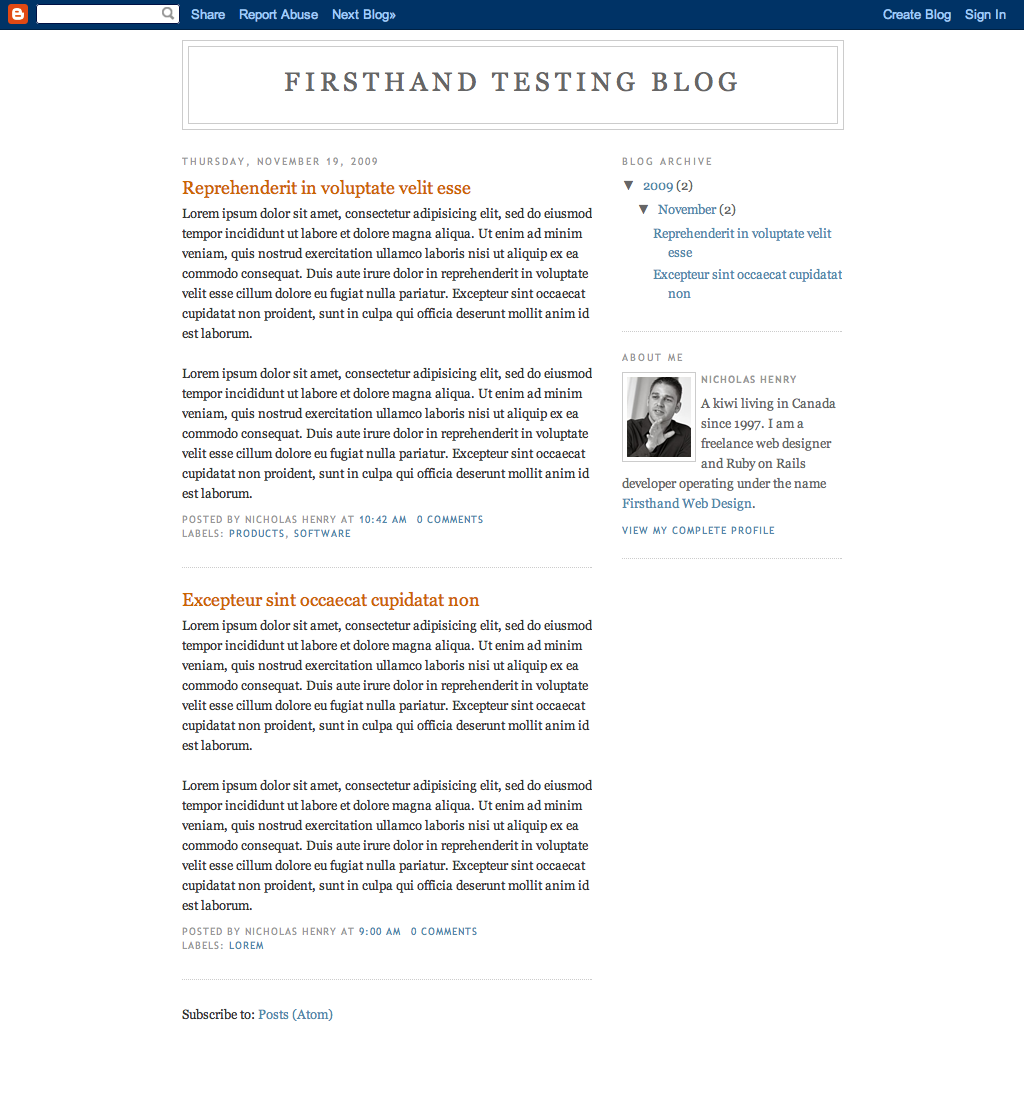 Share Report Abuse Next Blog» Create Blog Sign In
FIRSTHAND TESTING BLOG
THURSDAY, NOVEMBER 19, 2009
Reprehenderit in voluptate velit esse
Lorem ipsum dolor sit amet, consectetur adipisicing elit, sed do eiusmod
tempor incididunt ut labore et dolore magna aliqua. Ut enim ad minim
veniam, quis nostrud exercitation ullamco laboris nisi ut aliquip ex ea
commodo consequat. Duis aute irure dolor in reprehenderit in voluptate
velit esse cillum dolore eu fugiat nulla pariatur. Excepteur sint occaecat
cupidatat non proident, sunt in culpa qui officia deserunt mollit anim id
est laborum.
Lorem ipsum dolor sit amet, consectetur adipisicing elit, sed do eiusmod
tempor incididunt ut labore et dolore magna aliqua. Ut enim ad minim
veniam, quis nostrud exercitation ullamco laboris nisi ut aliquip ex ea
commodo consequat. Duis aute irure dolor in reprehenderit in voluptate
velit esse cillum dolore eu fugiat nulla pariatur. Excepteur sint occaecat
cupidatat non proident, sunt in culpa qui officia deserunt mollit anim id
est laborum.
POSTED BY NICHOLAS HENRY AT 10:42 AM 0 COMMENTS
LABELS: PRODUCTS, SOFTWARE
Excepteur sint occaecat cupidatat non
Lorem ipsum dolor sit amet, consectetur adipisicing elit, sed do eiusmod
tempor incididunt ut labore et dolore magna aliqua. Ut enim ad minim
veniam, quis nostrud exercitation ullamco laboris nisi ut aliquip ex ea
commodo consequat. Duis aute irure dolor in reprehenderit in voluptate
velit esse cillum dolore eu fugiat nulla pariatur. Excepteur sint occaecat
cupidatat non proident, sunt in culpa qui officia deserunt mollit anim id
est laborum.
Lorem ipsum dolor sit amet, consectetur adipisicing elit, sed do eiusmod
tempor incididunt ut labore et dolore magna aliqua. Ut enim ad minim
veniam, quis nostrud exercitation ullamco laboris nisi ut aliquip ex ea
commodo consequat. Duis aute irure dolor in reprehenderit in voluptate
velit esse cillum dolore eu fugiat nulla pariatur. Excepteur sint occaecat
cupidatat non proident, sunt in culpa qui officia deserunt mollit anim id
est laborum.
POSTED BY NICHOLAS HENRY AT 9:00 AM 0 COMMENTS
LABELS: LOREM
Subscribe to: Posts (Atom)
BLOG ARCHIVE
▼ 2009 (2)
▼ November (2)
Reprehenderit in voluptate velit
esse
Excepteur sint occaecat cupidatat
non
ABOUT ME
NICHOLAS HENRY
A kiwi living in Canada
since 1997. I am a
freelance web designer
and Ruby on Rails
developer operating under the name
Firsthand Web Design.
VIEW MY COMPLETE PROFILE